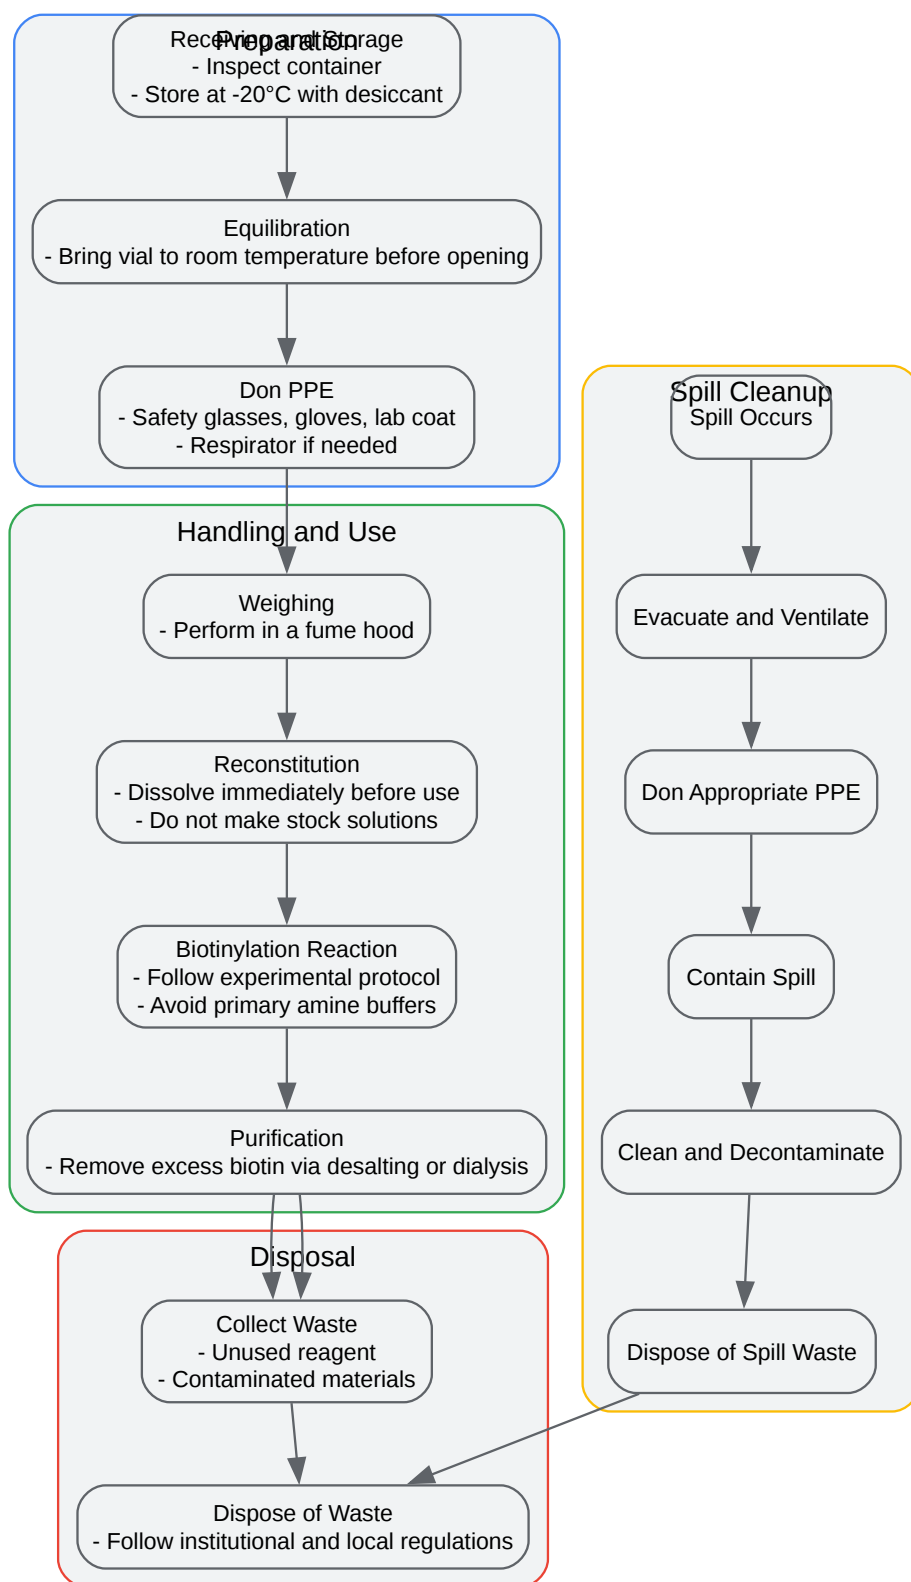 Preparation
Receiving and Storage
- Inspect container
- Store at -20°C with desiccant
Equilibration
- Bring vial to room temperature before opening
Don PPE
- Safety glasses, gloves, lab coat
- Respirator if needed
Handling and Use
Weighing
- Perform in a fume hood
Reconstitution
- Dissolve immediately before use
- Do not make stock solutions
Biotinylation Reaction
- Follow experimental protocol
- Avoid primary amine buffers
Purification
- Remove excess biotin via desalting or dialysis
Disposal
Collect Waste
- Unused reagent
- Contaminated materials
Dispose of Waste
- Follow institutional and local regulations
Spill Cleanup
Spill Occurs
Evacuate and Ventilate
Don Appropriate PPE
Contain Spill
Clean and Decontaminate
Dispose of Spill Waste